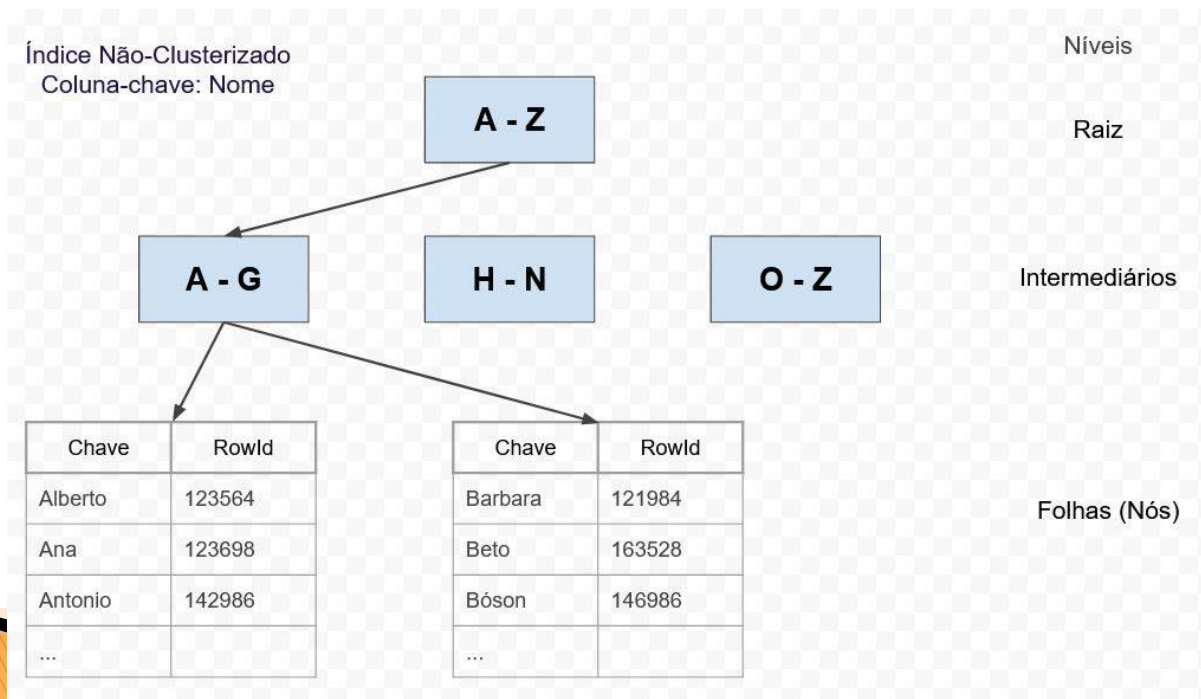 Índice Não-Clusterizado
Coluna-chave: Nome
Níveis
A - Z
Raiz
A - G
H - N
O - Z
Intermediários
Chave RowId
Alberto 123564
Ana 123698
Antonio 142986
...
Chave RowId
Barbara 121984
Beto 163528
Bóson 146986
...
Folhas (Nós)